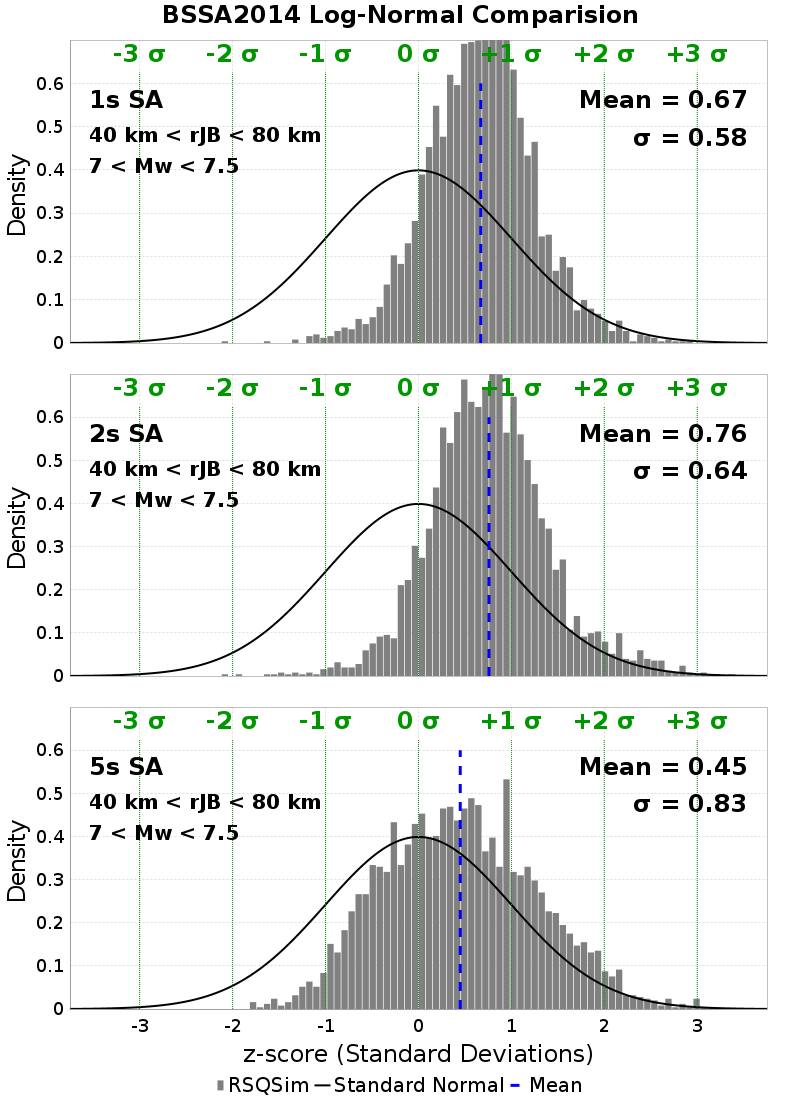 BSSA2014 Log-Normal Comparision
-3 σ -2 σ -1 σ 0 σ +1 σ +2 σ +3 σ
0.6
1s SA Mean = 0.67
0.5
40 km < rJB < 80 km σ = 0.58
7 < Mw < 7.5
0.4
0.3
0.2
0.1
0
Density
-3 σ -2 σ -1 σ 0 σ +1 σ +2 σ +3 σ
0.6
2s SA Mean = 0.76
0.5
40 km < rJB < 80 km σ = 0.64
7 < Mw < 7.5
0.4
0.3
0.2
0.1
0
Density
-3 σ -2 σ -1 σ 0 σ +1 σ +2 σ +3 σ
0.6
5s SA Mean = 0.45
0.5
40 km < rJB < 80 km σ = 0.83
7 < Mw < 7.5
0.4
0.3
0.2
0.1
0
Density
-3 -2 -1 0 1 2 3
z-score (Standard Deviations)
RSQSim Standard Normal Mean